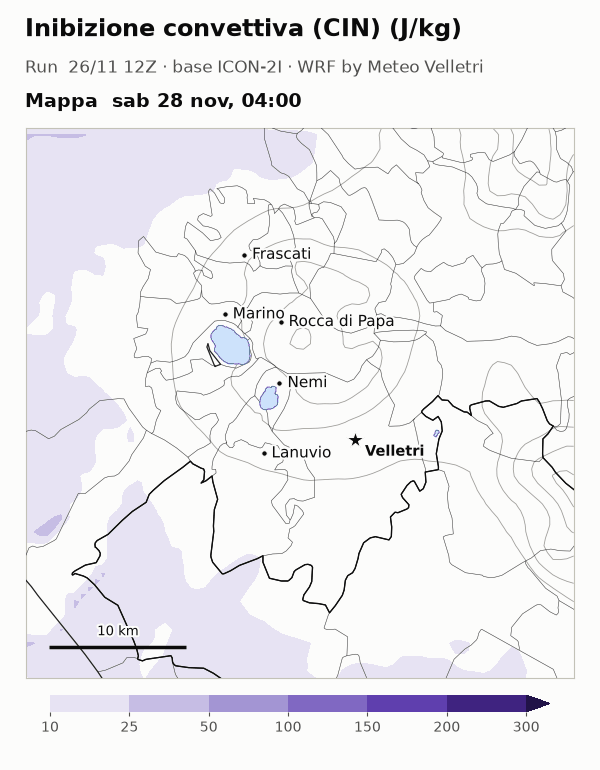 Inibizione convettiva (CIN) (J/kg)
Run  26/11 12Z · base ICON-2I · WRF by Meteo Velletri
Mappa  sab 28 nov, 04:00
Frascati
Marino
Rocca di Papa
Nemi
Velletri
Lanuvio
10 km
10 25 50 100 150 200 300